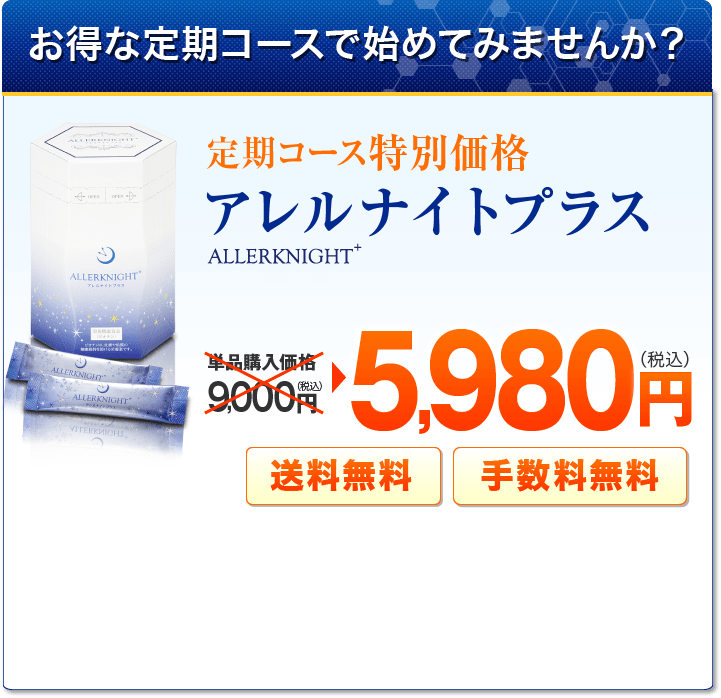 お得な定期コースで始めてみませんか?
定期コース特別価格
アレルナイトプラス
ALLERKNIGHT+
ALLERKNIGHT+
OPEN
OPEN
ALLERKNIGHT+
アレルナイトプラス
ALLERKNIGHT+
ALLERKNIGHT+
単品購入価格
9,000円(税込)
5,980円(税込)
送料無料
手数料無料